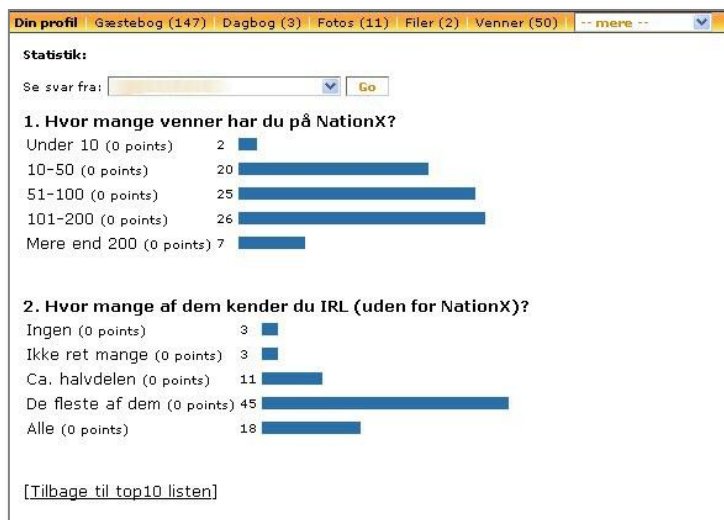 Din profil | Gæstebog (147) | Dagbog (3) | Fotos (11) | Filer (2) | Venner (50) | -- mere --
Statistik:
Se svar fra: Go
1. Hvor mange venner har du på NationX?
Under 10 (0 points) 2
10-50 (0 points) 20
51-100 (0 points) 25
101-200 (0 points) 26
Mere end 200 (0 points) 7
2. Hvor mange af dem kender du IRL (uden for NationX)?
Ingen (0 points) 3
Ikke ret mange (0 points) 3
Ca. halvdelen (0 points) 11
De fleste af dem (0 points) 45
Alle (0 points) 18
[Tilbage til top10 listen]